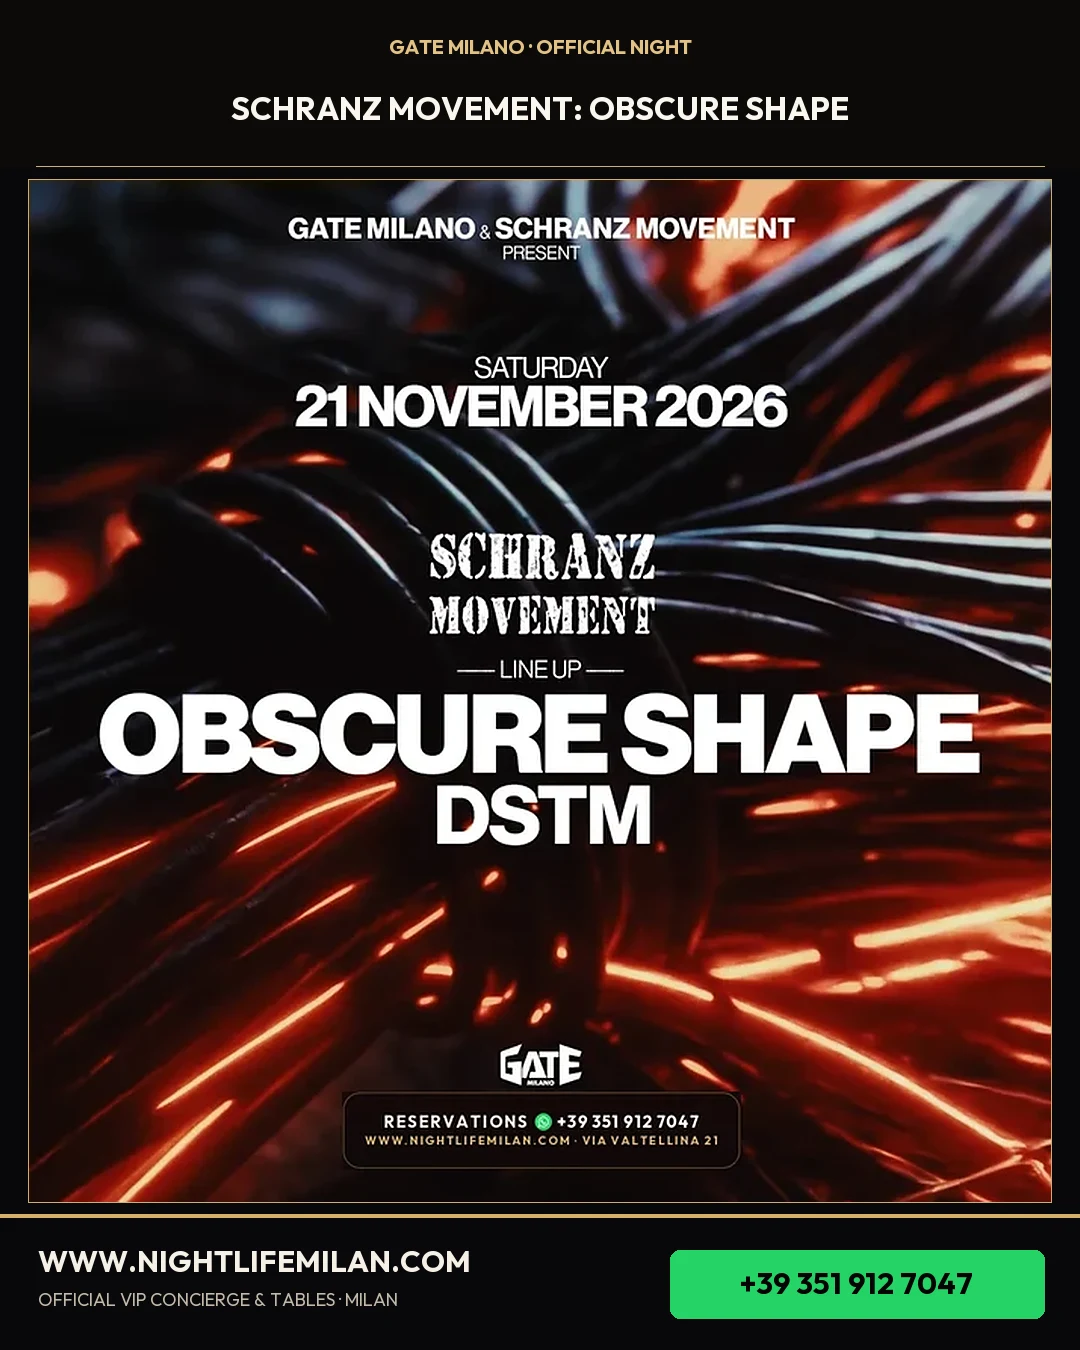 GATE MILANO · OFFICIAL NIGHT
SCHRANZ MOVEMENT: OBSCURE SHAPE
GATE MILANO & SCHRANZ MOVEMENT
PRESENT
SATURDAY
21 NOVEMBER 2026
SCHRANZ
MOVEMENT
LINE UP
OBSCURE SHAPE
DSTM
GATE
MILANO
RESERVATIONS +39 351 912 7047
WWW.NIGHTLIFEMILAN.COM · VIA VALTELLINA 21
WWW.NIGHTLIFEMILAN.COM
OFFICIAL VIP CONCIERGE & TABLES · MILAN
+39 351 912 7047